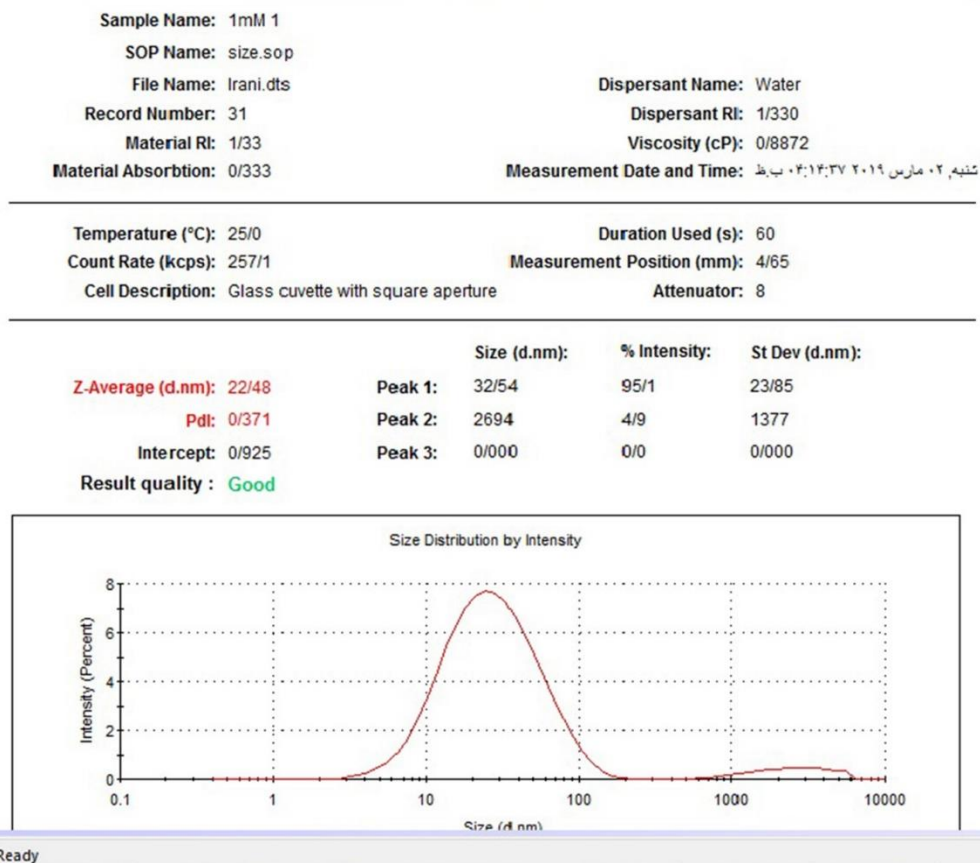 Sample Name: 1mM 1
SOP Name: size.sop
File Name: Irani.dts Dispersant Name: Water
Record Number: 31 Dispersant RI: 1/330
Material RI: 1/33 Viscosity (cP): 0/8872
Material Absorbtion: 0/333 Measurement Date and Time: شنبه, ۰۲ مارس ۲۰۱۹ ۰۴:۱۴:۳۷ ب.ظ
Temperature (°C): 25/0 Duration Used (s): 60
Count Rate (kcps): 257/1 Measurement Position (mm): 4/65
Cell Description: Glass cuvette with square aperture Attenuator: 8
Size (d.nm): % Intensity: St Dev (d.nm):
Z-Average (d.nm): 22/48 Peak 1: 32/54 95/1 23/85
PdI: 0/371 Peak 2: 2694 4/9 1377
Intercept: 0/925 Peak 3: 0/000 0/0 0/000
Result quality : Good
Size Distribution by Intensity
Intensity (Percent)
8
6
4
2
0
0.1 1 10 100 1000 10000
Size (d.nm)
Ready